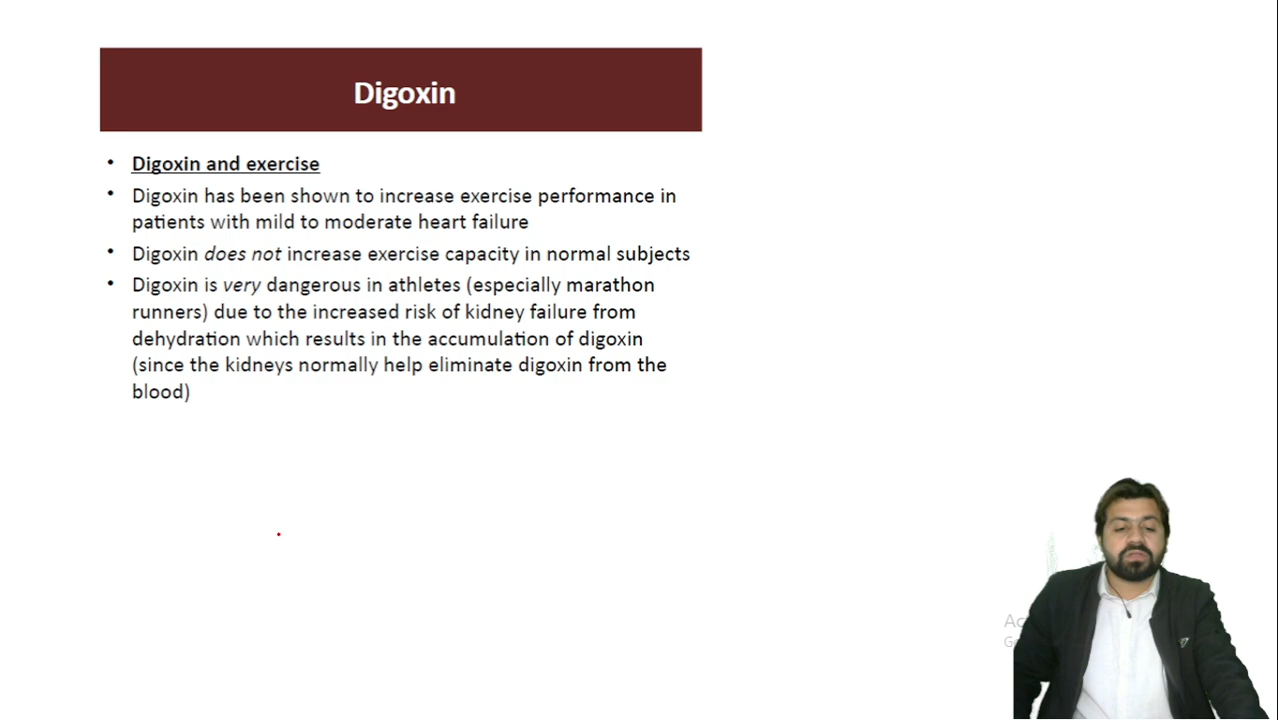 Digoxin
• Digoxin and exercise
• Digoxin has been shown to increase exercise performance in
patients with mild to moderate heart failure
• Digoxin does not increase exercise capacity in normal subjects
• Digoxin is very dangerous in athletes (especially marathon
runners) due to the increased risk of kidney failure from
dehydration which results in the accumulation of digoxin
(since the kidneys normally help eliminate digoxin from the
blood)